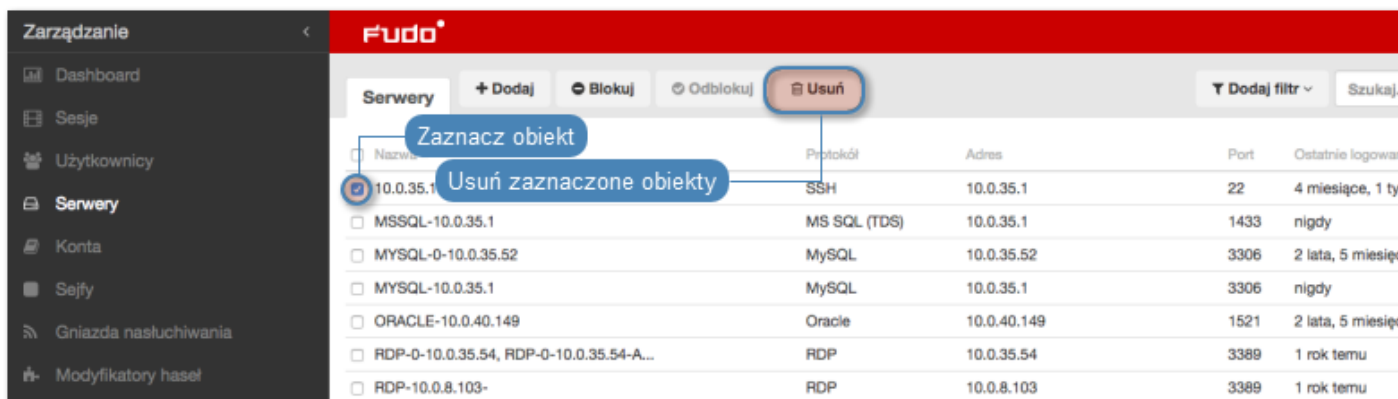 Zarządzanie
Fudo
Dashboard
Sesje
Użytkownicy
Serwery
Konta
Sejfy
Gniazda nasłuchiwania
Modyfikatory haseł
Serwery + Dodaj Blokuj Odblokuj Usuń Dodaj filtr Szukaj.
Zaznacz obiekt
Usuń zaznaczone obiekty
Protokół Adres Port Ostatnie
10.0.35.1 SSH 10.0.35.1 22 4 miesiące, 1
MSSQL-10.0.35.1 MS SQL (TDS) 10.0.35.1 1433 nigdy
MYSQL-0-10.0.35.52 MySQL 10.0.35.52 3306 2 lata, 5
MYSQL-10.0.35.1 MySQL 10.0.35.1 3306 nigdy
ORACLE-10.0.40.149 Oracle 10.0.40.149 1521 2 lata, 5
RDP-0-10.0.35.54, RDP-0-10.0.35.54-A... RDP 10.0.35.54 3389 1 rok temu
RDP-10.0.8.103- RDP 10.0.8.103 3389 1 rok temu